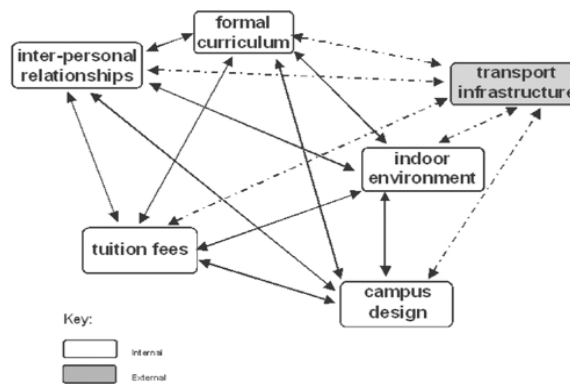 formal
curriculum
inter-personal
relationships
transport
infrastructure
indoor
environment
tuition fees
campus
design
Key:
Internal
External